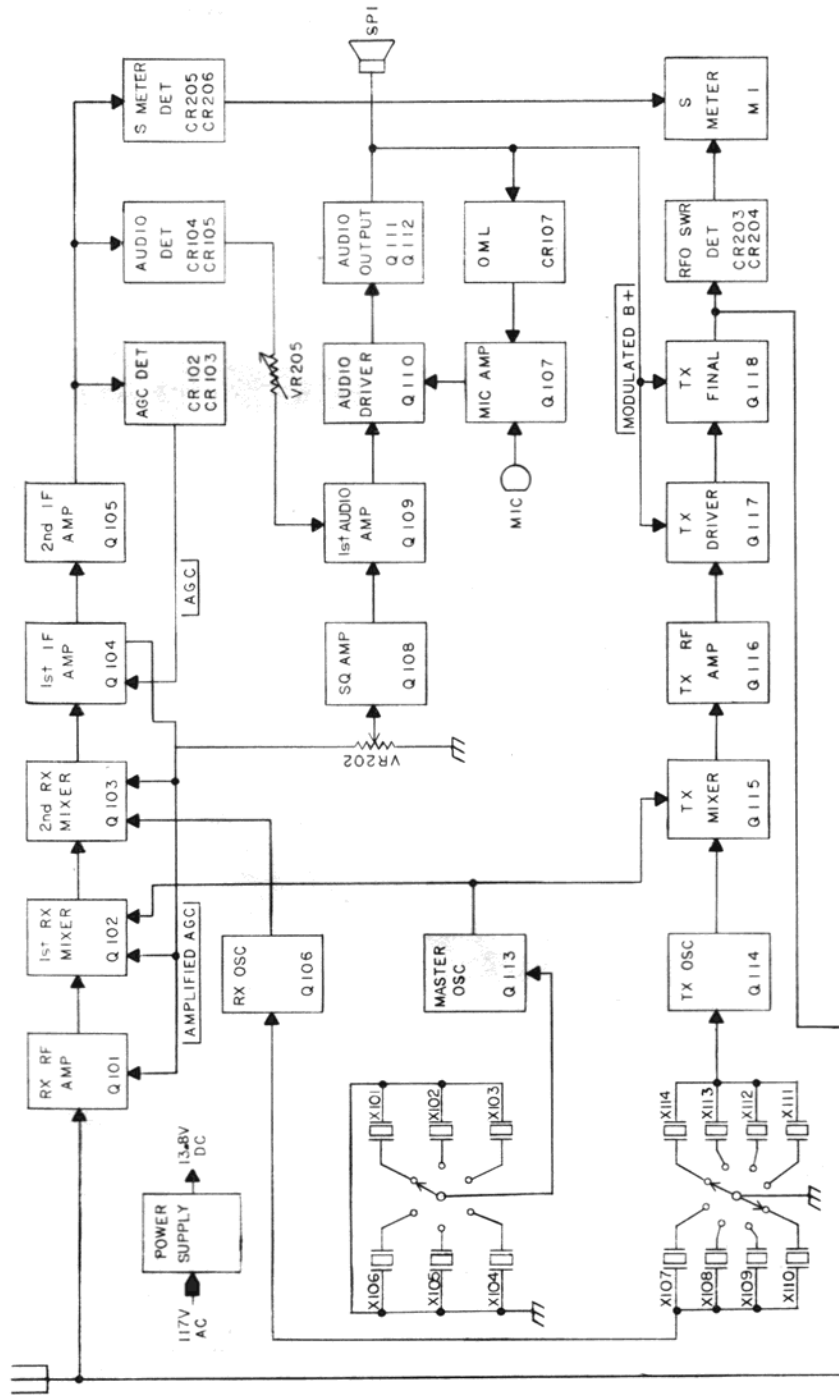 RX RF
AMP
Q101
1st RX
MIXER
Q102
2nd RX
MIXER
Q103
1st IF
AMP
Q104
2nd IF
AMP
Q105
AGC DET
CR102
CR103
AUDIO
DET
CR104
CR105
S METER
DET
CR205
CR206
AMPLIFIED AGC
AGC
117V
AC
POWER
SUPPLY
13.8V
DC
RX OSC
Q106
VR202
SQ AMP
Q108
1st AUDIO
AMP
Q109
VR205
AUDIO
DRIVER
Q110
AUDIO
OUTPUT
Q111
Q112
SP1
X106
X105
X104
X101
X102
X103
MASTER
OSC
Q113
MIC
MIC AMP
Q107
OML
CR107
MODULATED B+
X107
X108
X109
X110
X114
X113
X112
X111
TX OSC
Q114
TX
MIXER
Q115
TX RF
AMP
Q116
TX
DRIVER
Q117
TX
FINAL
Q118
RFO SWR
DET
CR203
CR204
S
METER
M1